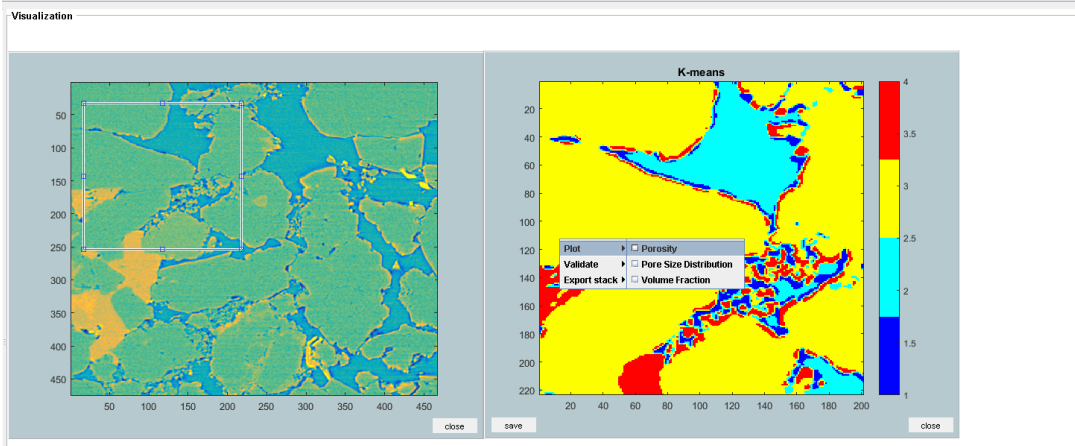 Visualization
50
100
150
200
250
300
350
400
450
50 100 150 200 250 300 350 400 450
close
K-means
20
40
60
80
100
120
140
160
180
200
220
20 40 60 80 100 120 140 160 180 200
4
3.5
3
2.5
2
1.5
1
Plot
Validate
Export stack
Porosity
Pore Size Distribution
Volume Fraction
save
close